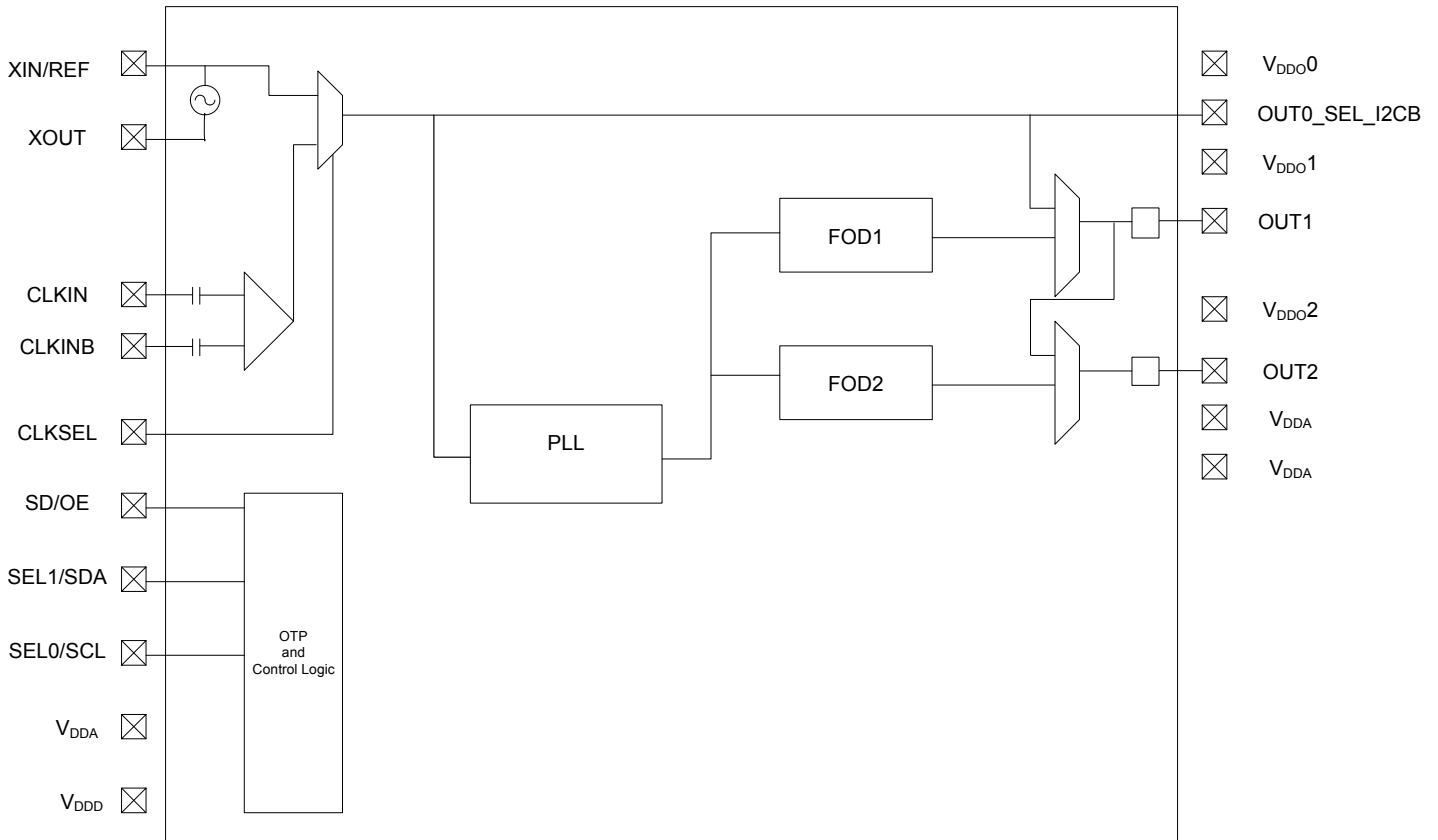 XIN/REF
XOUT
CLKIN
CLKINB
CLKSEL
SD/OE
SEL1/SDA
SEL0/SCL
VDDA
VDDD
OTP
and
Control Logic
PLL
FOD1
FOD2
VDDO0
OUT0_SEL_I2CB
VDDO1
OUT1
VDDO2
OUT2
VDDA
VDDA